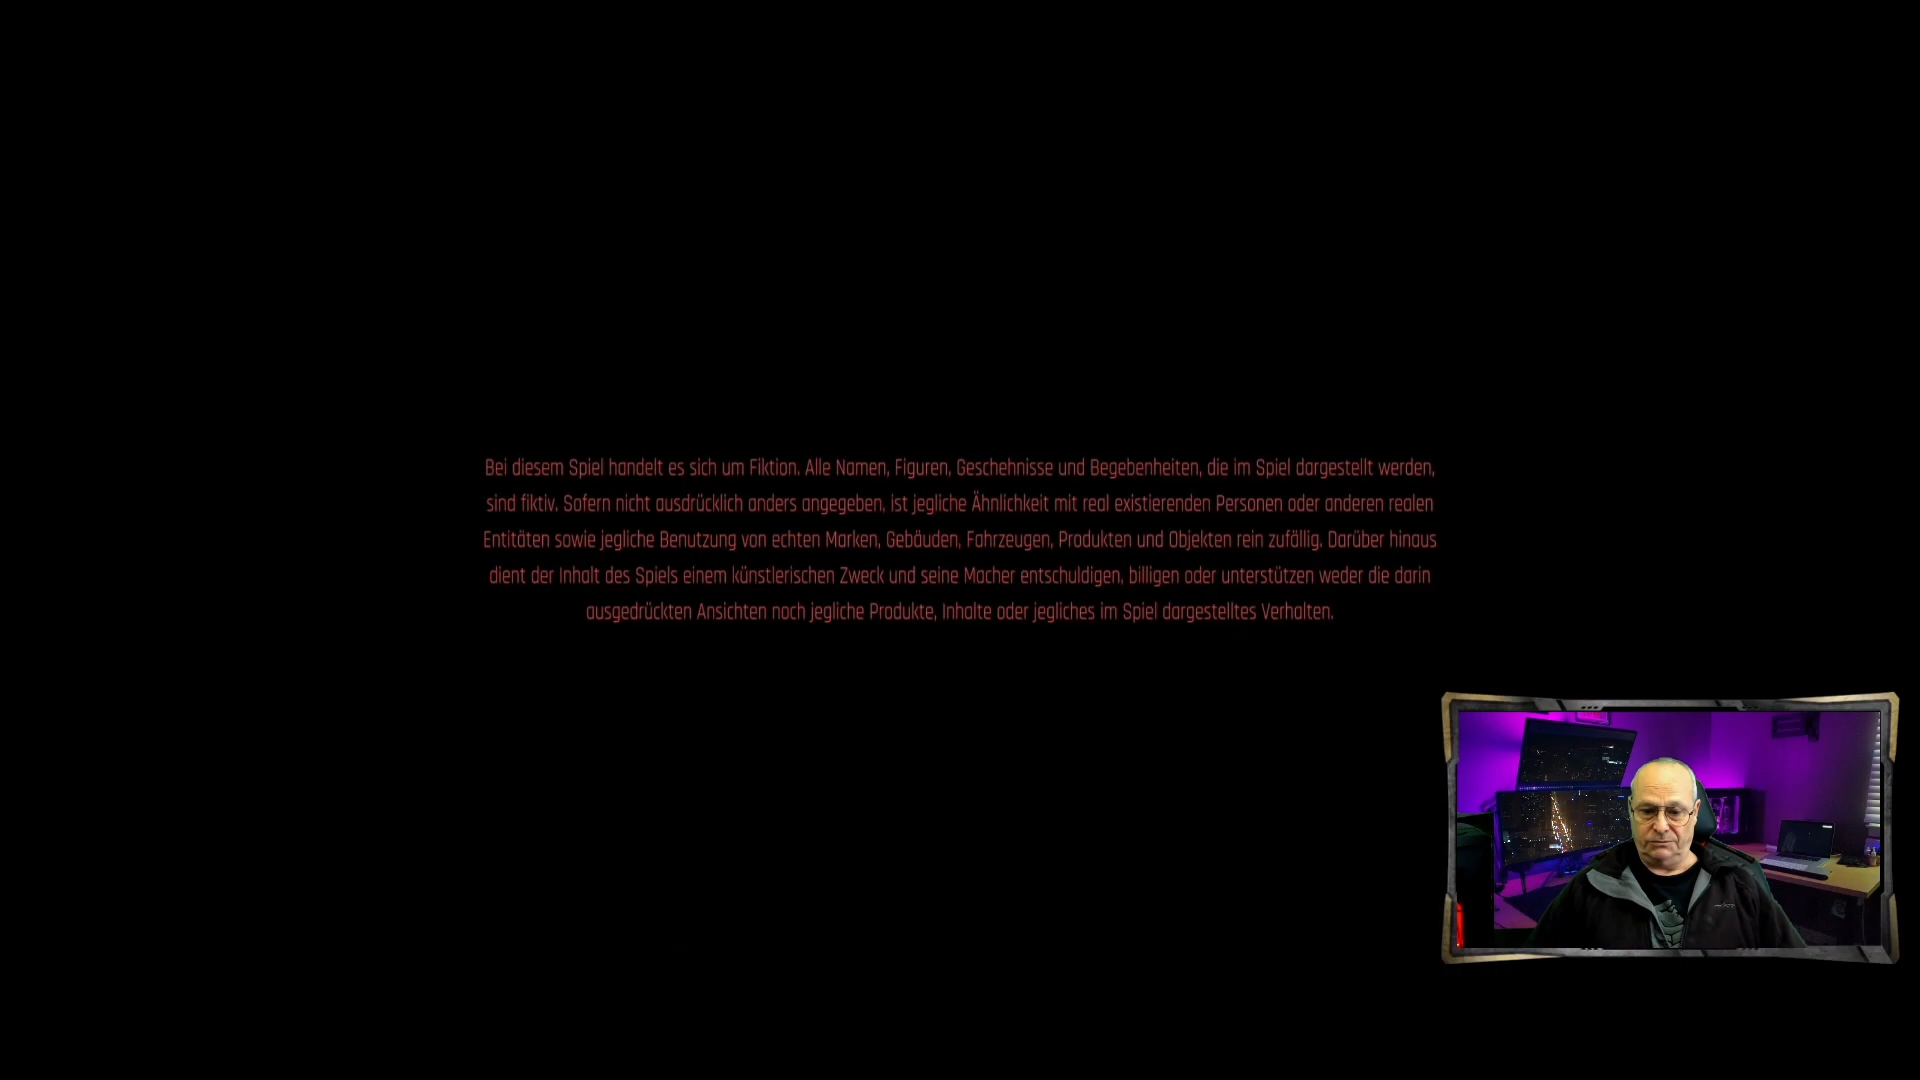 Bei diesem Spiel handelt es sich um Fiktion. Alle Namen, Figuren, Geschehnisse und Begebenheiten, die im Spiel dargestellt werden,
sind fiktiv. Sofern nicht ausdrücklich anders angegeben, ist jegliche Ähnlichkeit mit real existierenden Personen oder anderen realen
Entitäten sowie jegliche Benutzung von echten Marken, Gebäuden, Fahrzeugen, Produkten und Objekten rein zufällig. Darüber hinaus
dient der Inhalt des Spiels einem künstlerischen Zweck und seine Macher entschuldigen, billigen oder unterstützen weder die darin
ausgedrückten Ansichten noch jegliche Produkte, Inhalte oder jegliches im Spiel dargestelltes Verhalten.